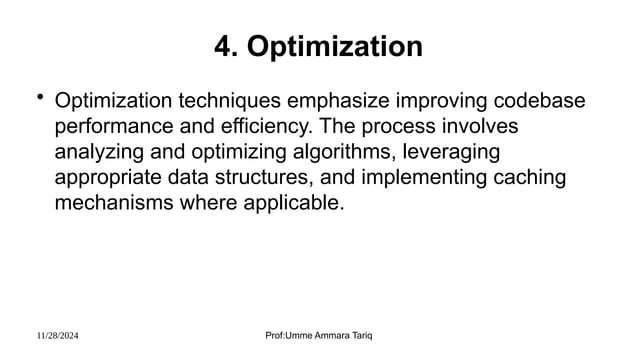 4. Optimization
• Optimization techniques emphasize improving codebase
performance and efficiency. The process involves
analyzing and optimizing algorithms, leveraging
appropriate data structures, and implementing caching
mechanisms where applicable.
11/28/2024
Prof:Umme Ammara Tariq